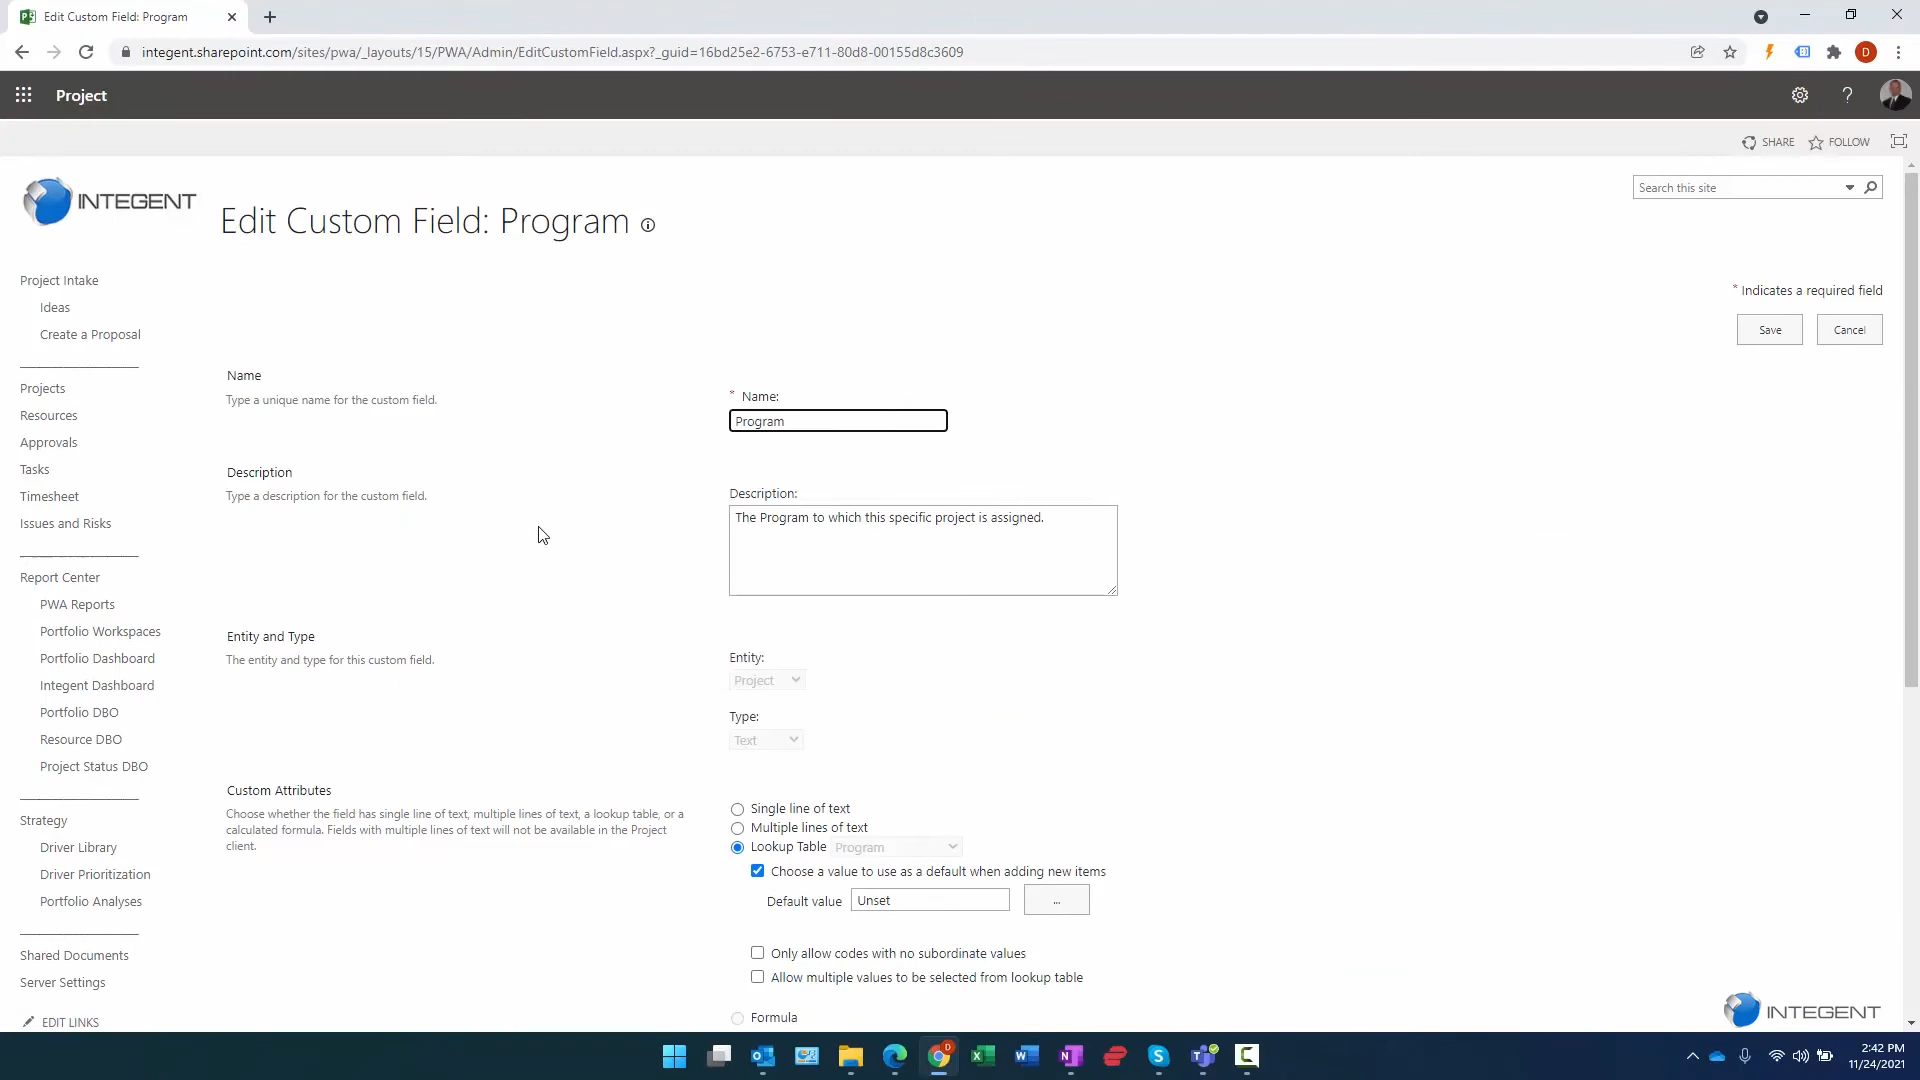 Edit Custom Field: Program
integent.sharepoint.com/sites/pwa/_layouts/15/PWA/Admin/EditCustomField.aspx?_guid=16bd25e2-6753-e711-80d8-00155d8c3609
D
Project
?
SHARE
FOLLOW
INTEGENT
Edit Custom Field: Program
Search this site
Project Intake
Ideas
Create a Proposal
Projects
Resources
Approvals
Tasks
Timesheet
Issues and Risks
Report Center
PWA Reports
Portfolio Workspaces
Portfolio Dashboard
Integent Dashboard
Portfolio DBO
Resource DBO
Project Status DBO
Strategy
Driver Library
Driver Prioritization
Portfolio Analyses
Shared Documents
Server Settings
EDIT LINKS
* Indicates a required field
Save
Cancel
Name
Type a unique name for the custom field.
* Name:
Program
Description
Type a description for the custom field.
Description:
The Program to which this specific project is assigned.
Entity and Type
The entity and type for this custom field.
Entity:
Project
Type:
Text
Custom Attributes
Choose whether the field has single line of text, multiple lines of text, a lookup table, or a
calculated formula. Fields with multiple lines of text will not be available in the Project
client.
Single line of text
Multiple lines of text
Lookup Table Program
Choose a value to use as a default when adding new items
Default value Unset ...
Only allow codes with no subordinate values
Allow multiple values to be selected from lookup table
Formula
INTEGENT
2:42 PM
11/24/2021